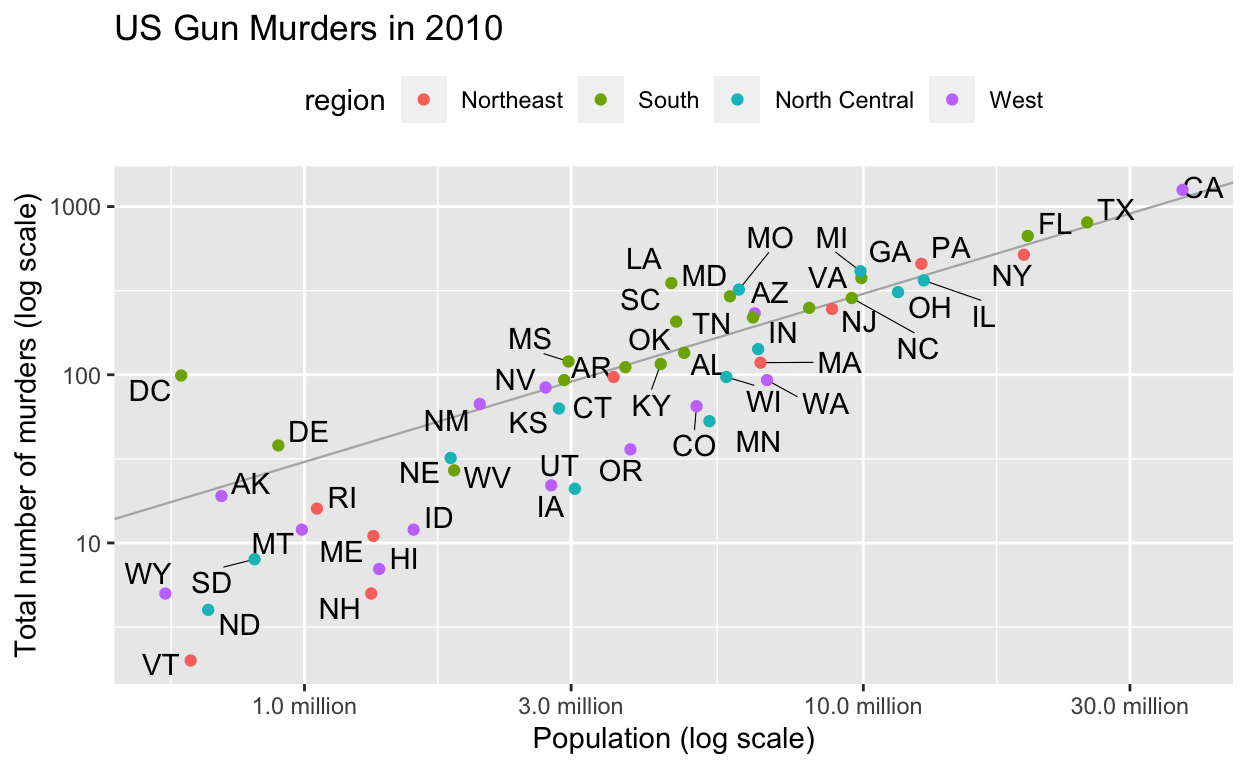 US Gun Murders in 2010
region Northeast South North Central West
CA
1000
TX
FL
MO MI
GA PA
LA MD
VA
NY
AZ
SC
OH
IL
TN
IN
NJ
MS
OK
NC
AR
AL
MA
100
NV
DC
KY
WI
WA
CT
NM
KS
DE
CO
MN
UT
NE
OR
WV
AK
RI
IA
ID
10
MT
ME
HI
WY
SD
NH
ND
VT
Total number of murders (log scale)
1.0 million 3.0 million 10.0 million 30.0 million
Population (log scale)